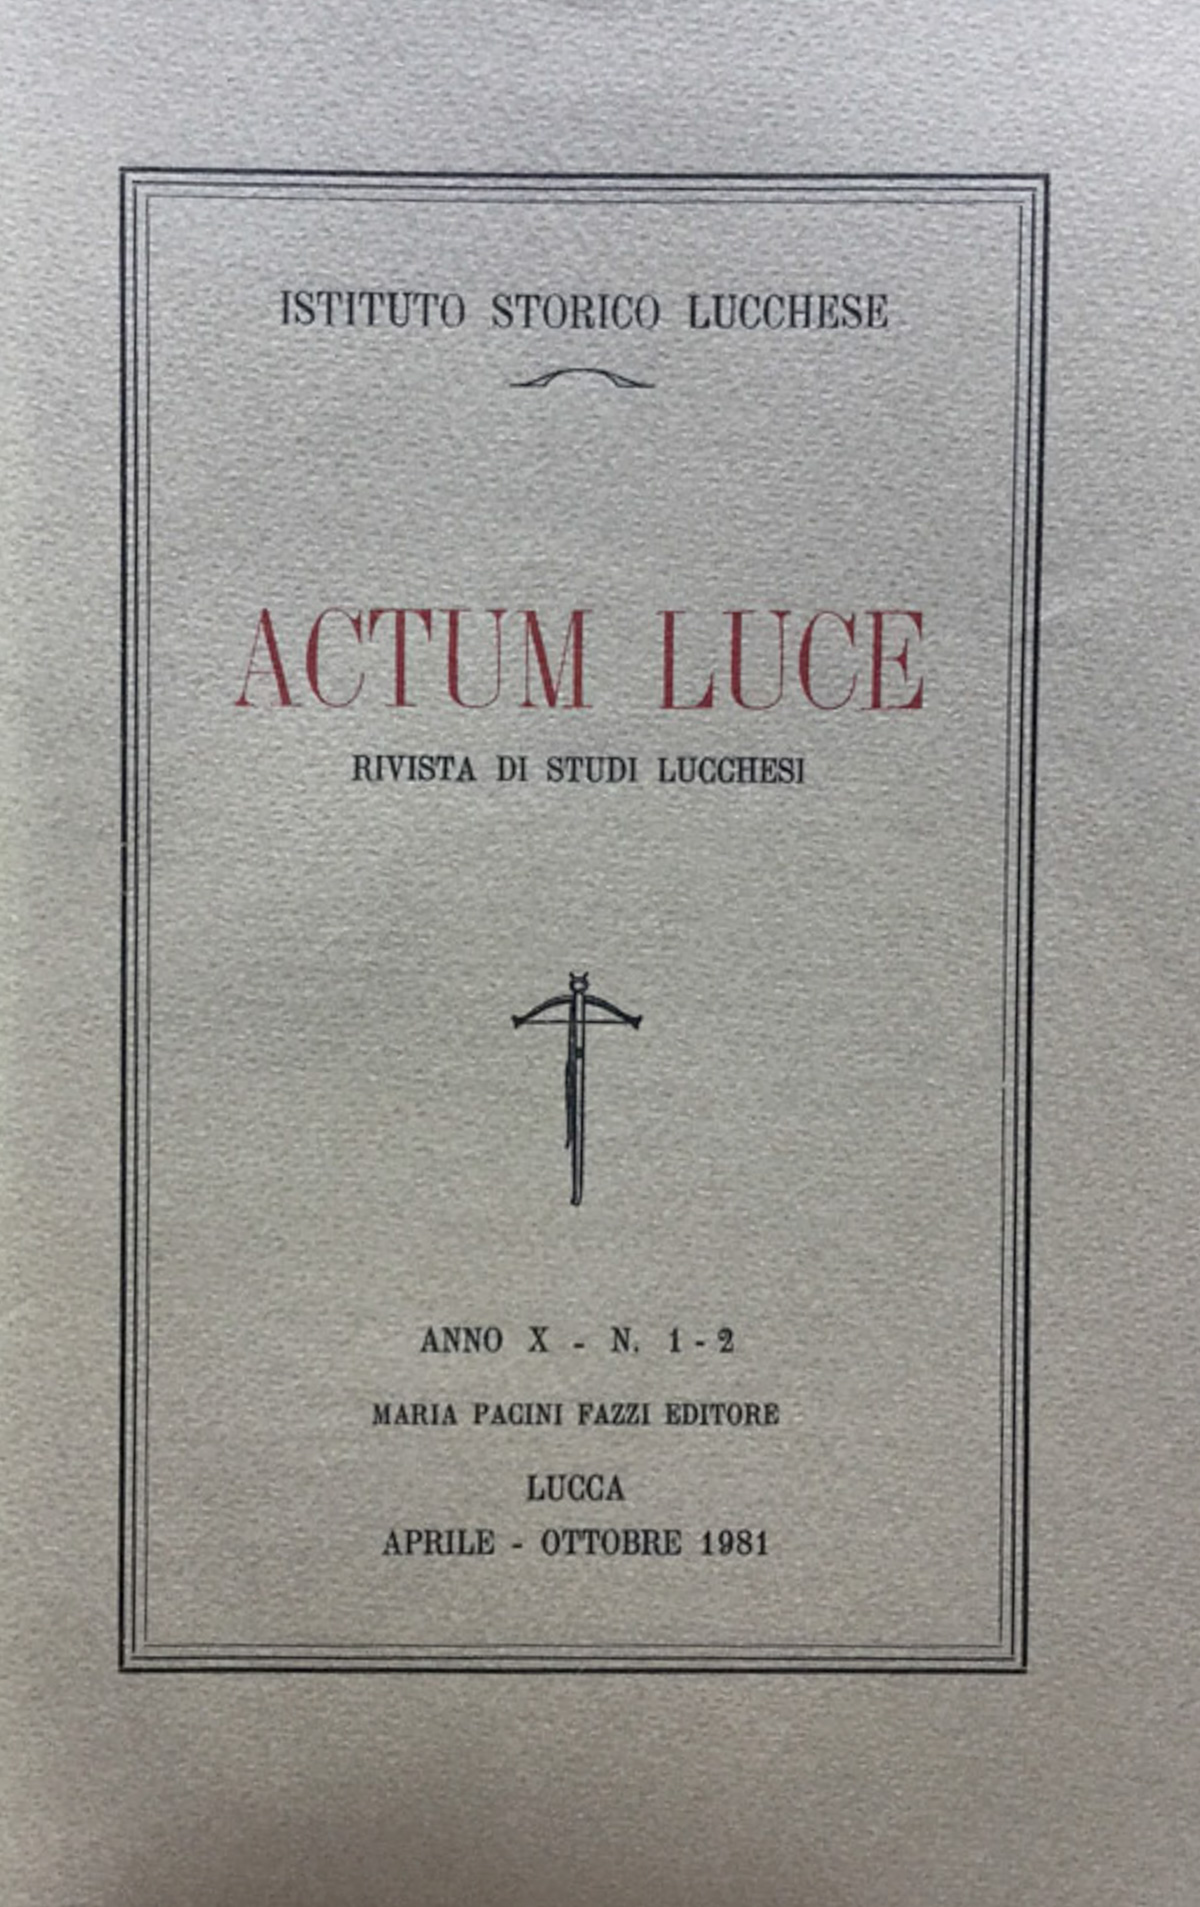 ISTITUTO STORICO LUCCHESE
ACTUM LUCE
RIVISTA DI STUDI LUCCHESI
ANNO X - N. 1 - 2
MARIA PACINI FAZZI EDITORE
LUCCA
APRILE - OTTOBRE 1981